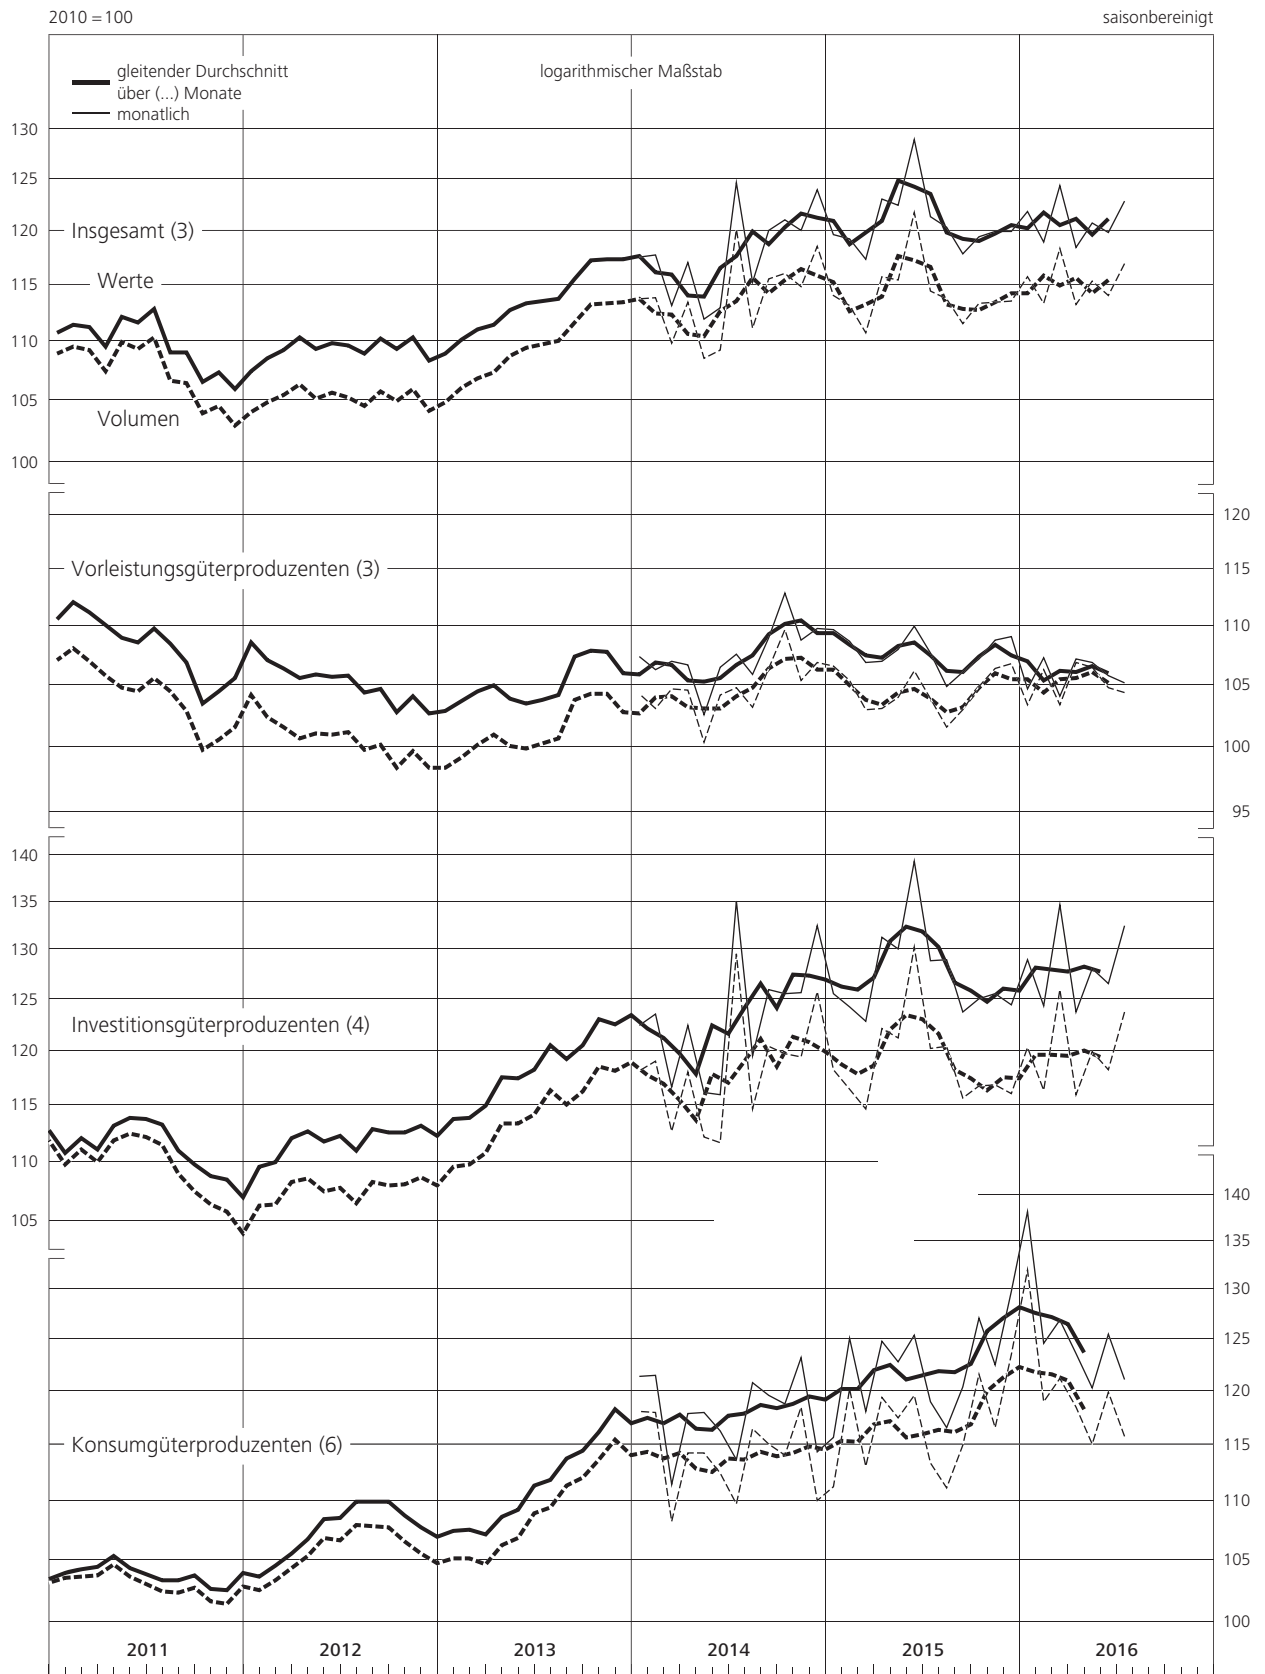 2010 = 100
saisonbereinigt
gleitender Durchschnitt
über (...) Monate
monatlich
logarithmischer Maßstab
130
125
120
Insgesamt (3)
Werte
115
110
105
Volumen
100
120
Vorleistungsgüterproduzenten (3)
115
110
105
100
95
140
135
130
125
Investitionsgüterproduzenten (4)
120
115
110
140
105
135
130
125
120
Konsumgüterproduzenten (6)
115
110
105
100
2011 2012 2013 2014 2015 2016